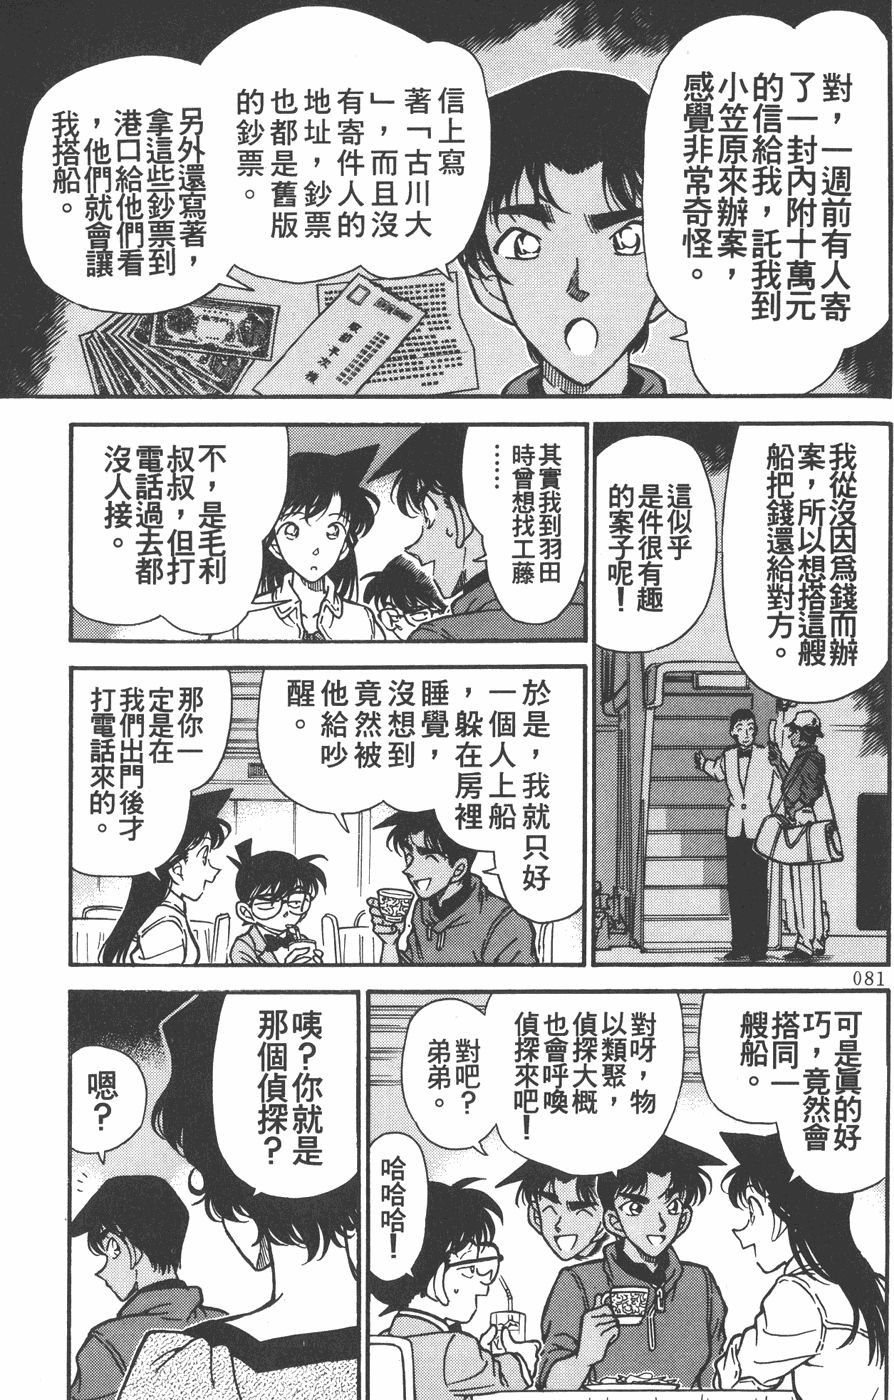 對，一週前有人寄
了一封內附十萬元
的信給我，託我到
小笠原來辦案，
感覺非常奇怪。
信上寫
著「古川大
」，而且沒
有寄件人的
地址，鈔票
也都是舊版
的鈔票。
另外還寫著，
拿這些鈔票到
港口給他們看
，他們就會讓
我搭船。
我從沒因為錢而辦
案，所以想搭這艘
船把錢還給對方。
這似乎
是件很有趣
的案子呢！
其實我到羽田
時曾想找工藤
……
不，是毛利
叔叔，但打
電話過去都
沒人接。
於是，我就只好
一個人上船
，躲在房裡
睡覺，
沒想到
竟然被
他給吵
醒。
那你一
定是在
我們出門後才
打電話來的。
081
可是真的好
巧，竟然會
搭同一
艘船。
對呀，物
以類聚，
偵探大概
也會呼喚
偵探來吧！
對吧？
弟弟。
哈哈哈！
咦？你就是
那個偵探？
嗯？